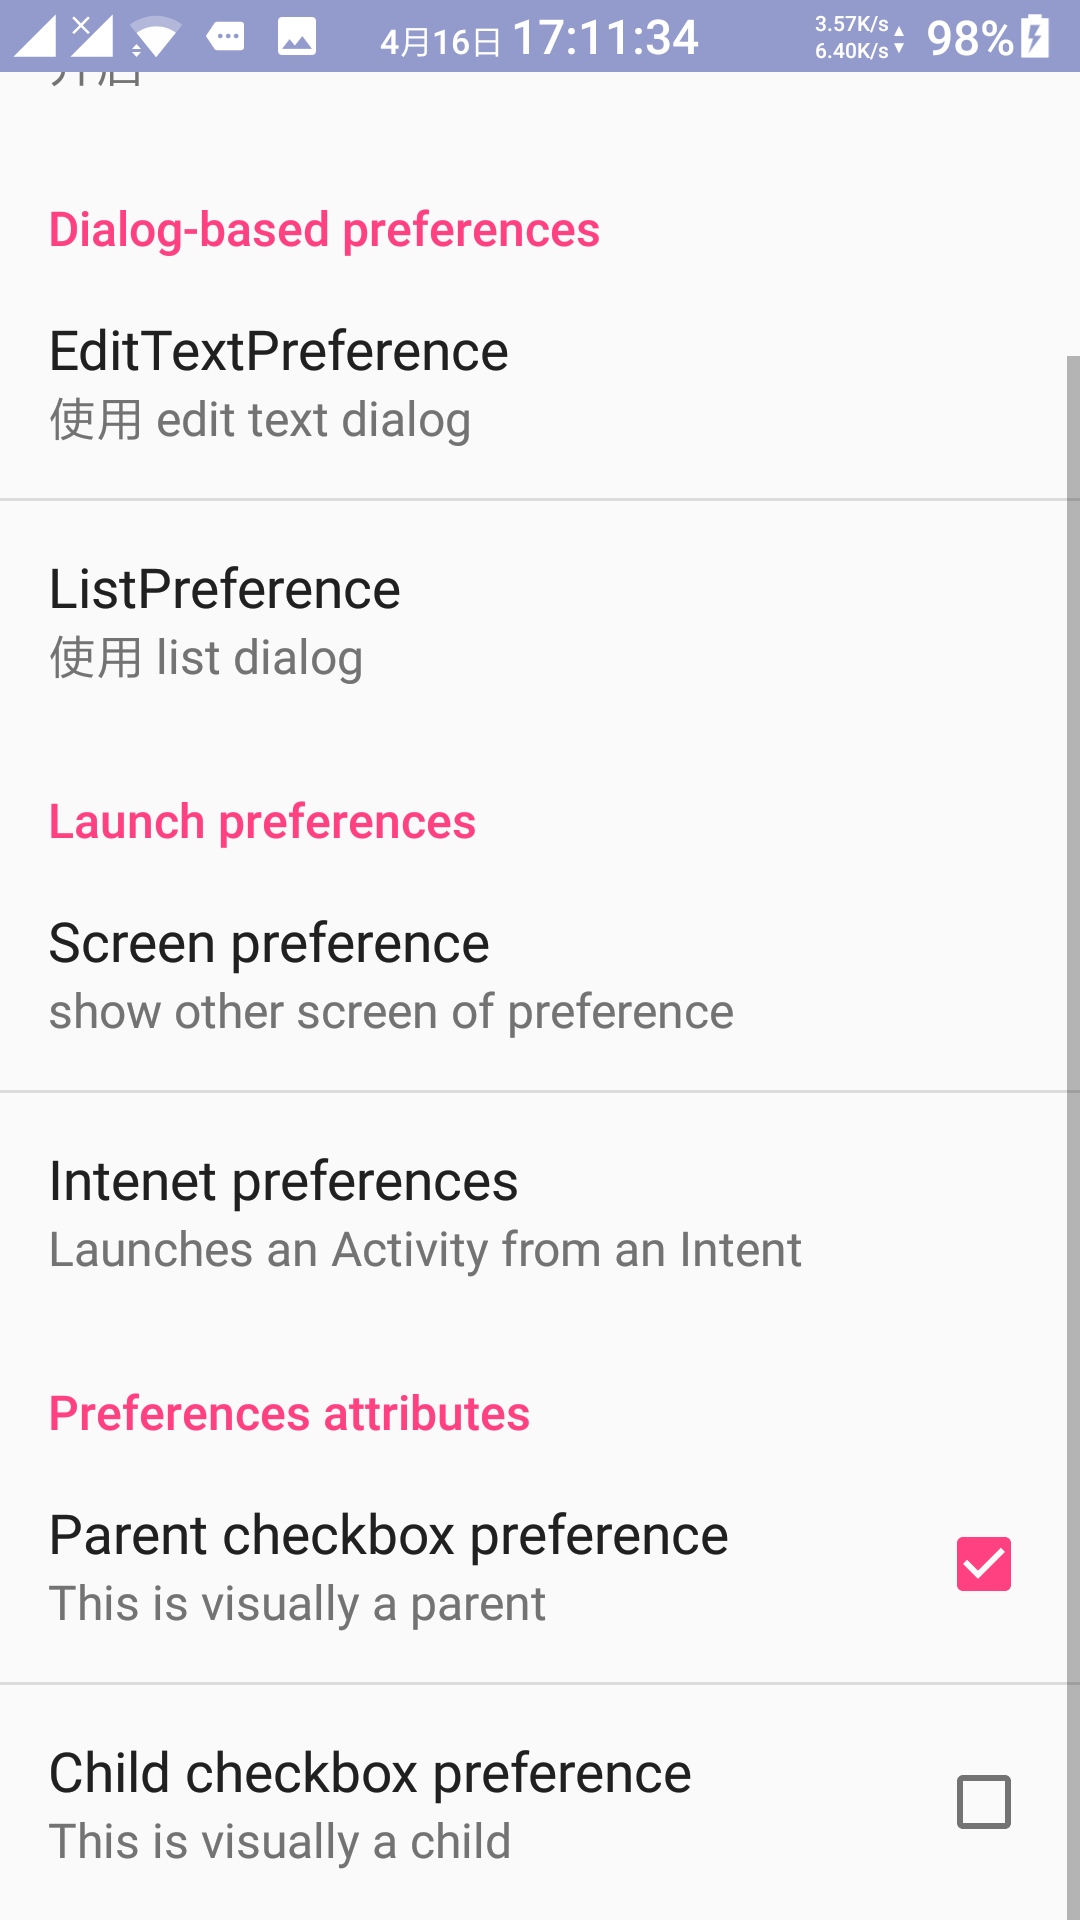 4月16日 17:11:34
3.57K/s
6.40K/s
98%
Dialog-based preferences
EditTextPreference
使用 edit text dialog
ListPreference
使用 list dialog
Launch preferences
Screen preference
show other screen of preference
Intenet preferences
Launches an Activity from an Intent
Preferences attributes
Parent checkbox preference
This is visually a parent
Child checkbox preference
This is visually a child